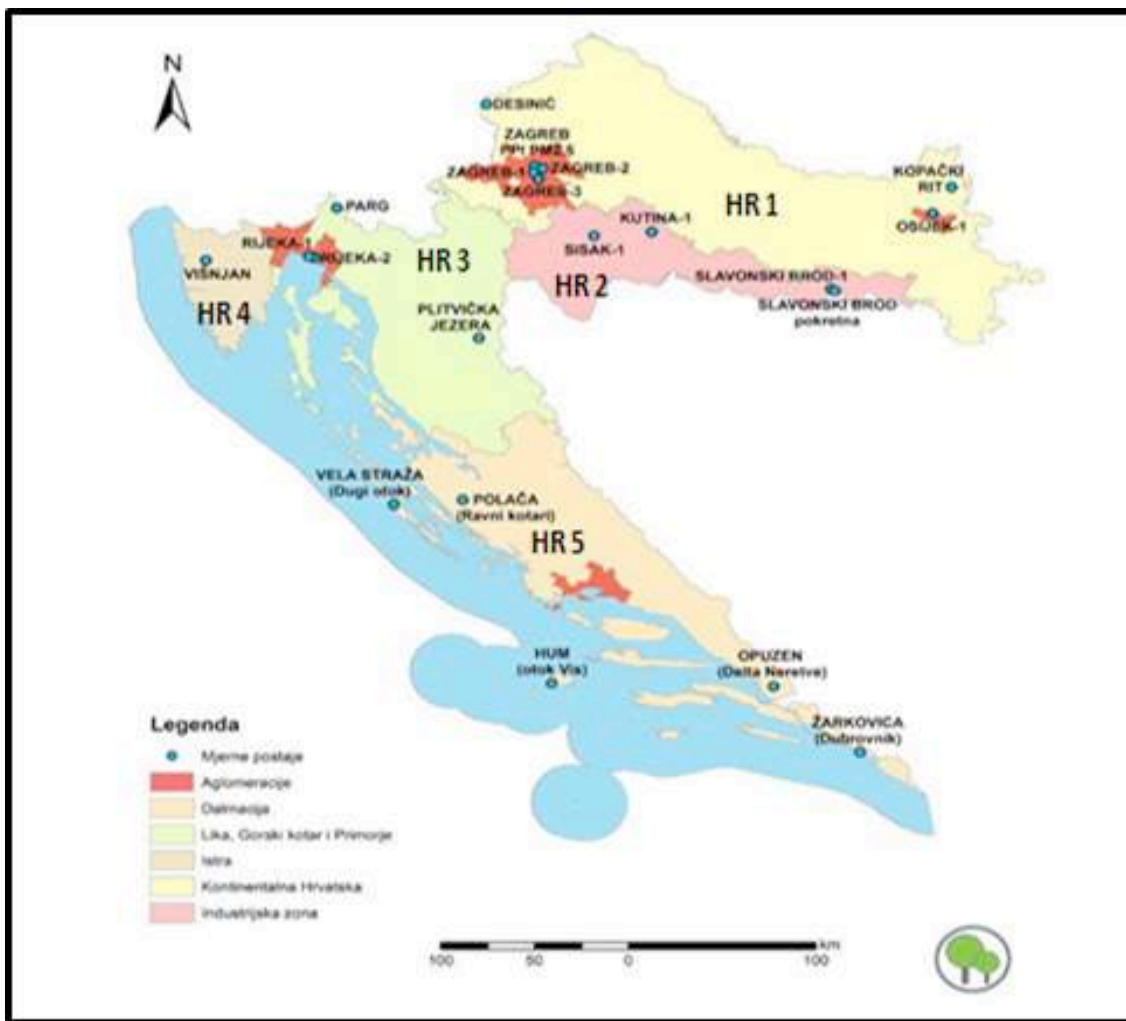 N
DESINIĆ
ZAGREB
PPI PM2.5
ZAGREB-1
ZAGREB-2
ZAGREB-3
KOPAČKI
RIT
OSIJEK-1
HR 1
PARG
KUTINA-1
SISAK-1
RIJEKA-1
RIJEKA-2
HR 3
HR 2
VIŠNJAN
SLAVONSKI BROD-1
SLAVONSKI BROD
pokretna
HR 4
PLITVIČKA
JEZERA
VELA STRAŽA
(Dugi otok)
POLAČA
(Ravni kotari)
HR 5
HUM
(otok Vis)
OPUZEN
(Delta Neretve)
ŽARKOVICA
(Dubrovnik)
Legenda
Mjerne postaje
Aglomeracije
Dalmacija
Lika, Gorski kotar i Primorje
Istra
Kontinentalna Hrvatska
Industrijska zona
km
100 50 0 100